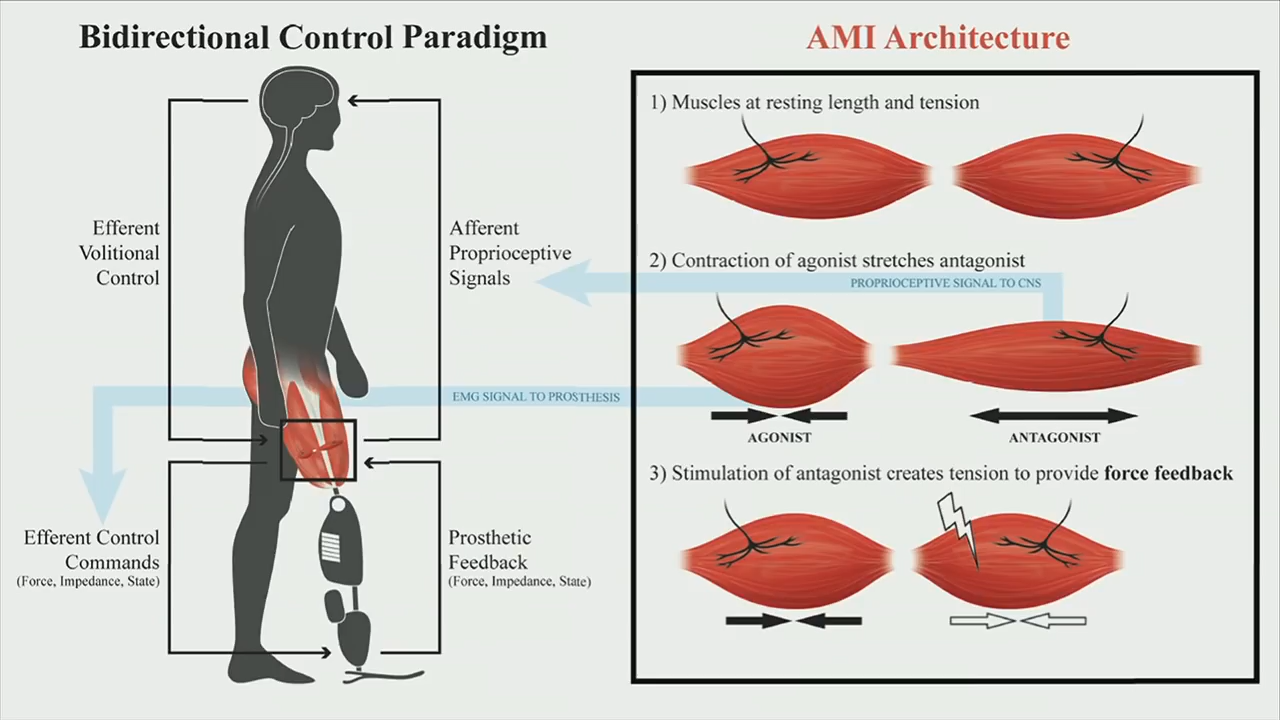 Bidirectional Control Paradigm
AMI Architecture
Efferent
Volitional
Control
Afferent
Proprioceptive
Signals
EMG SIGNAL TO PROSTHESIS
Efferent Control
Commands
(Force, Impedance, State)
Prosthetic
Feedback
(Force, Impedance, State)
1) Muscles at resting length and tension
2) Contraction of agonist stretches antagonist
PROPRIOCEPTIVE SIGNAL TO CNS
AGONIST
ANTAGONIST
3) Stimulation of antagonist creates tension to provide force feedback